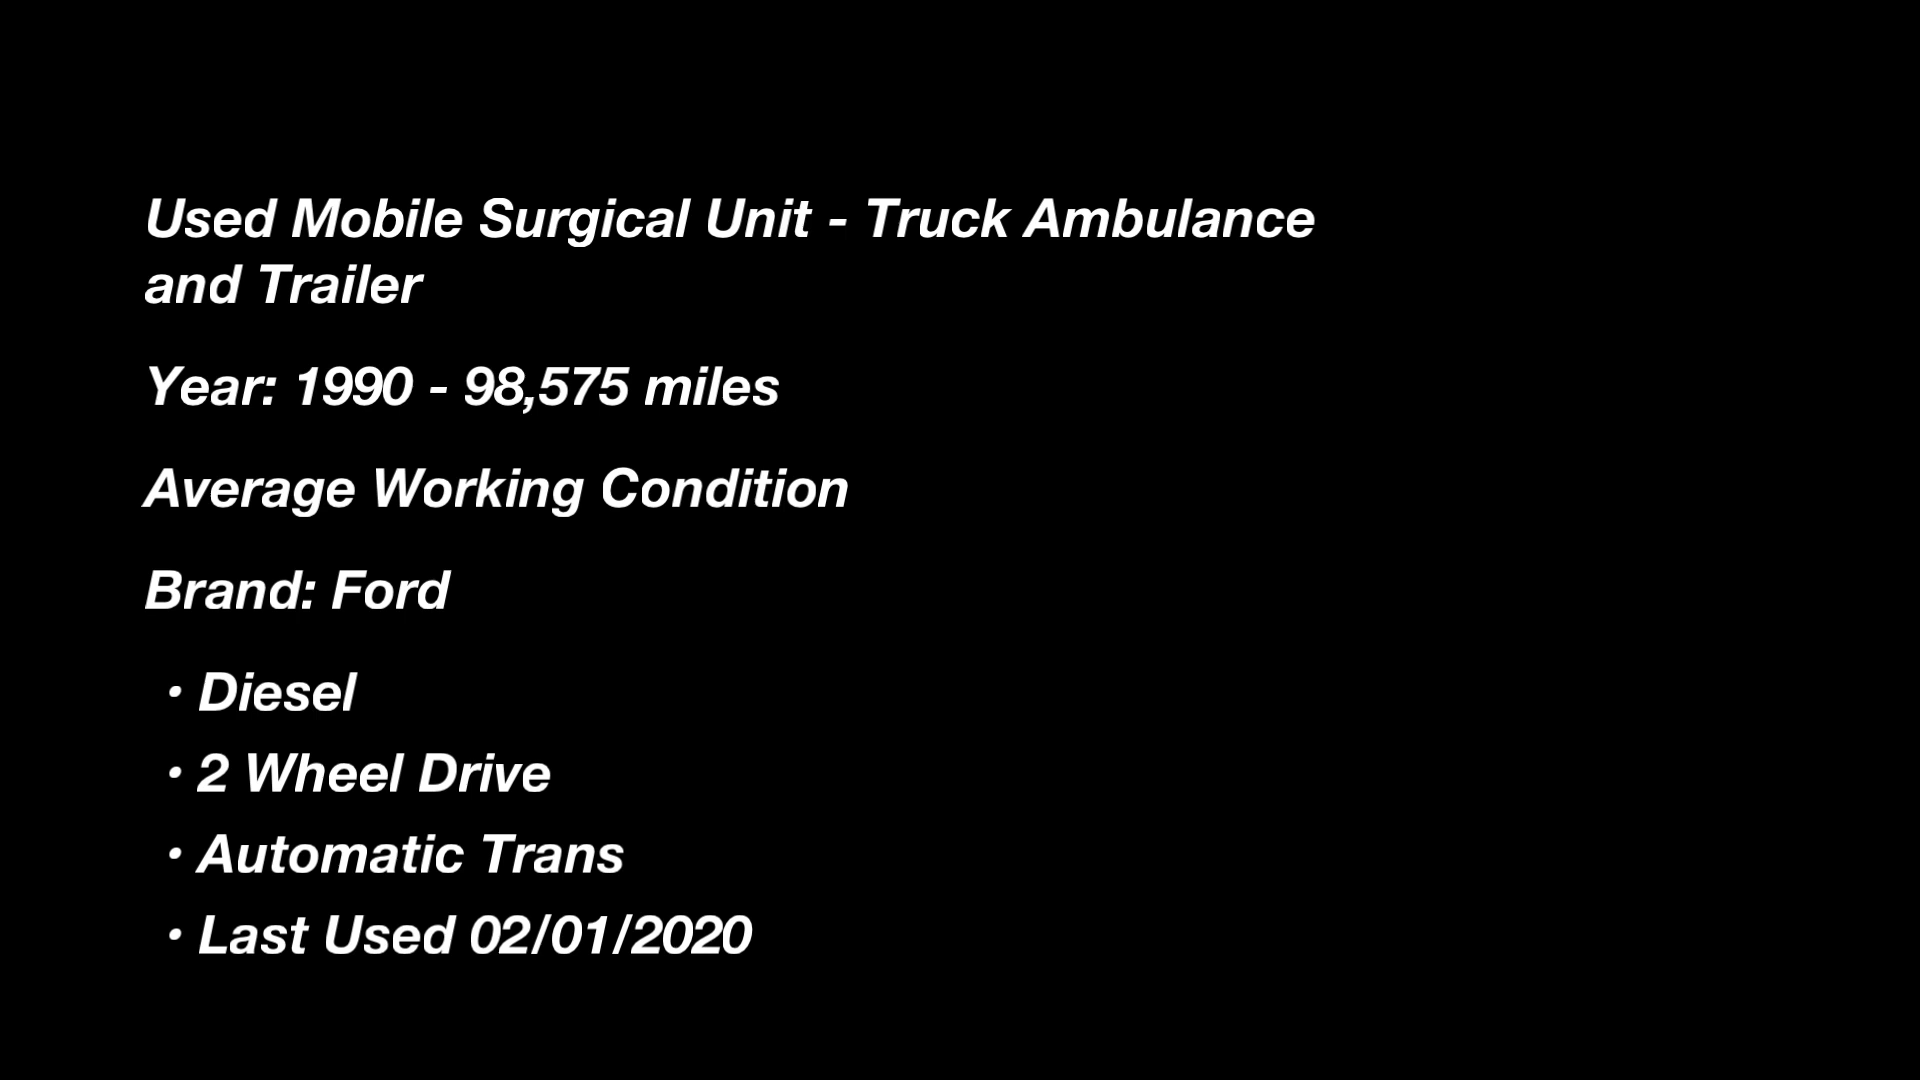 Used Mobile Surgical Unit - Truck Ambulance
and Trailer
Year: 1990 - 98,575 miles
Average Working Condition
Brand: Ford
• Diesel
• 2 Wheel Drive
• Automatic Trans
• Last Used 02/01/2020